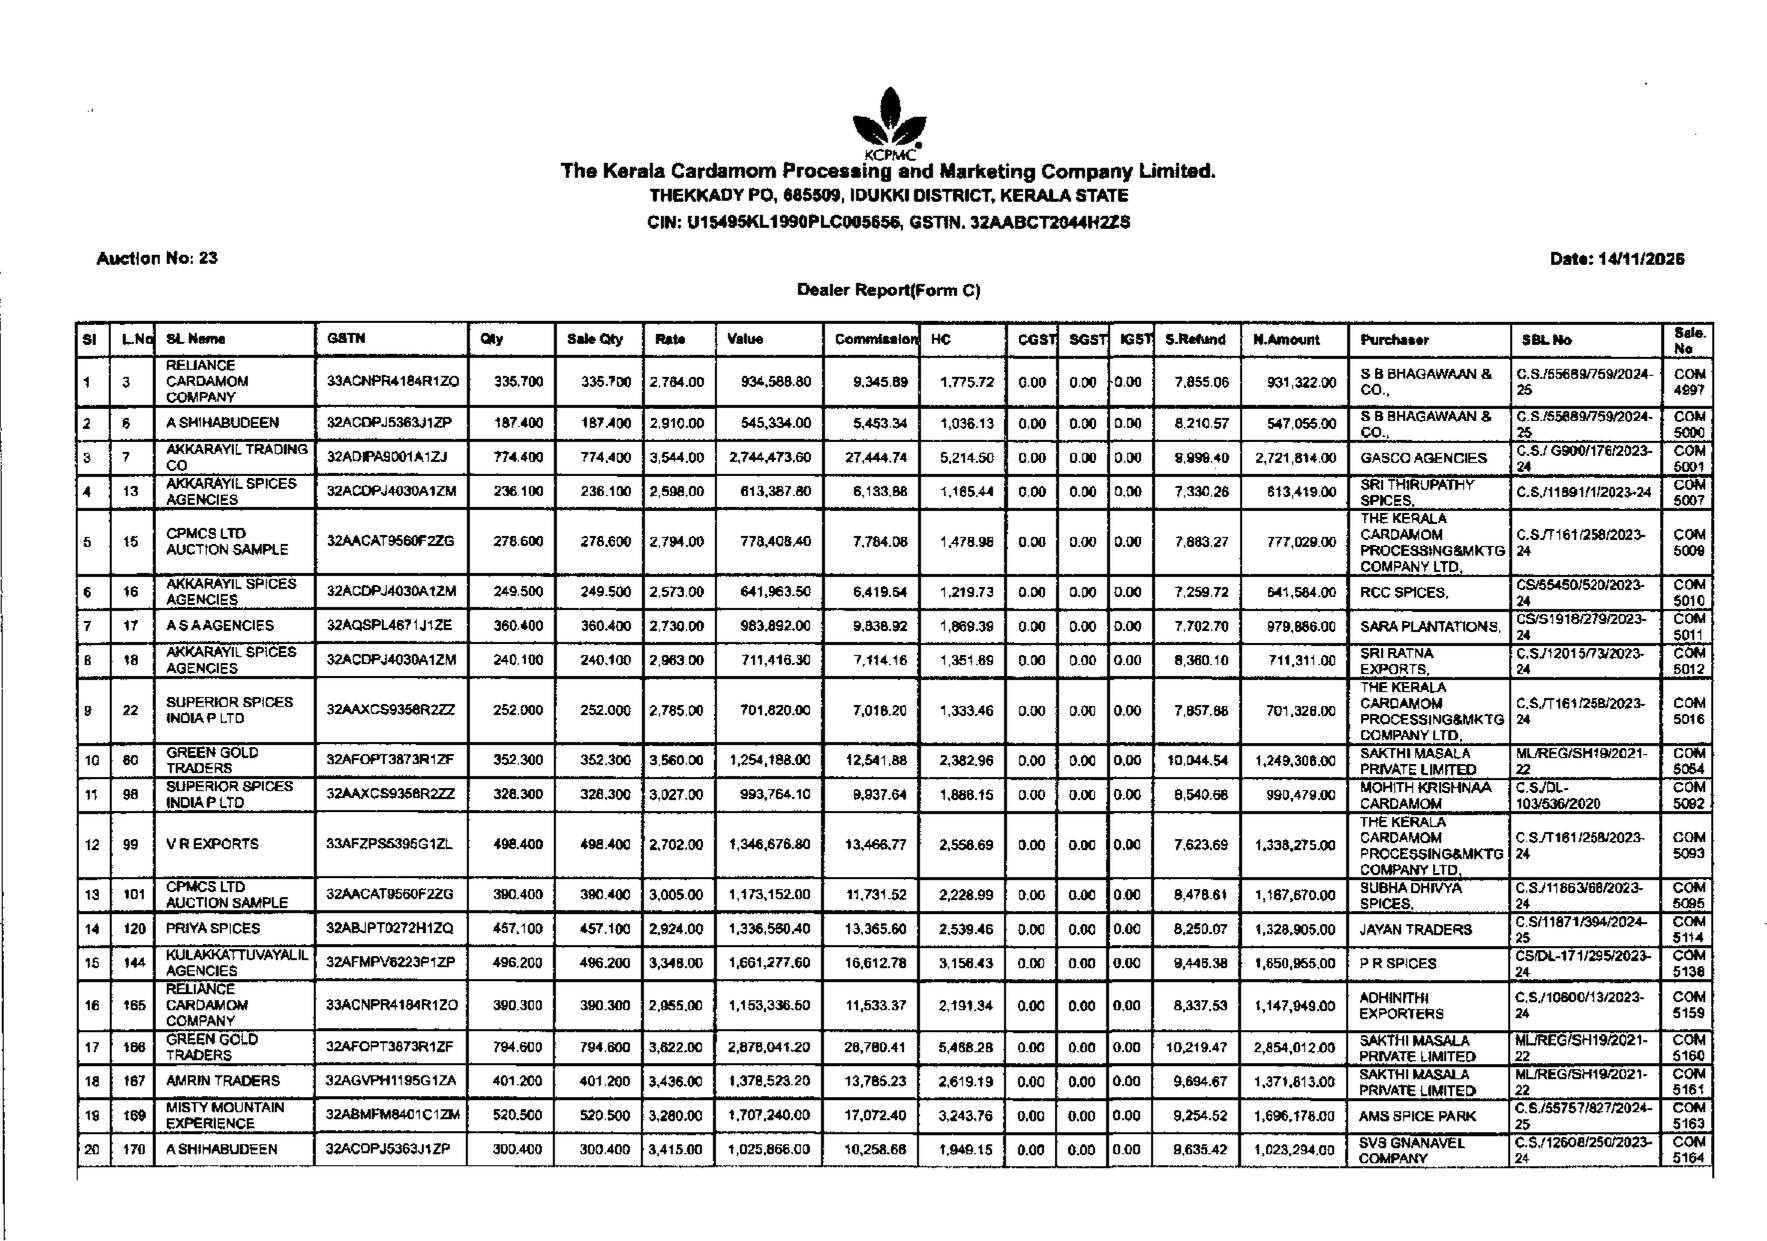 KCPMC
The Kerala Cardamom Processing and Marketing Company Limited.
THEKKADY PO, 685509, IDUKKI DISTRICT, KERALA STATE
CIN: U15495KL1990PLC005656, GSTIN. 32AABCT2044H2ZS
Auction No: 23 Date: 14/11/2025
Dealer Report(Form C)
Sl L.No SL Name GSTN Qty Sale Qty Rate Value Commission HC CGST SGST IGST S.Refund N.Amount Purchaser SBL No Sale. No
1 3 RELIANCE CARDAMOM COMPANY 33ACNPR4184R1ZO 335.700 335.700 2,784.00 934,588.80 9,345.89 1,775.72 0.00 0.00 0.00 7,855.06 931,322.00 S B BHAGAWAAN & CO., C.S./55689/759/2024-25 COM 4997
2 6 A SHIHABUDEEN 32ACDPJ5363J1ZP 187.400 187.400 2,910.00 545,334.00 5,453.34 1,036.13 0.00 0.00 0.00 8,210.57 547,055.00 S B BHAGAWAAN & CO., C.S./55689/759/2024-25 COM 5000
3 7 AKKARAYIL TRADING CO 32ADIPA9001A1ZJ 774.400 774.400 3,544.00 2,744,473.60 27,444.74 5,214.50 0.00 0.00 0.00 9,999.40 2,721,814.00 GASCO AGENCIES C.S./ G900/176/2023-24 COM 5001
4 13 AKKARAYIL SPICES AGENCIES 32ACDPJ4030A1ZM 236.100 236.100 2,598.00 613,387.80 6,133.88 1,165.44 0.00 0.00 0.00 7,330.26 613,419.00 SRI THIRUPATHY SPICES, C.S./11891/1/2023-24 COM 5007
5 15 CPMCS LTD AUCTION SAMPLE 32AACAT9560F2ZG 278.600 278.600 2,794.00 778,408.40 7,784.08 1,478.98 0.00 0.00 0.00 7,883.27 777,029.00 THE KERALA CARDAMOM PROCESSING&MKTG COMPANY LTD, C.S./T161/258/2023-24 COM 5009
6 16 AKKARAYIL SPICES AGENCIES 32ACDPJ4030A1ZM 249.500 249.500 2,573.00 641,963.50 6,419.64 1,219.73 0.00 0.00 0.00 7,259.72 641,584.00 RCC SPICES, CS/55450/520/2023-24 COM 5010
7 17 A S A AGENCIES 32AQSPL4671J1ZE 360.400 360.400 2,730.00 983,892.00 9,838.92 1,869.39 0.00 0.00 0.00 7,702.70 979,886.00 SARA PLANTATIONS, CS/S1918/279/2023-24 COM 5011
8 18 AKKARAYIL SPICES AGENCIES 32ACDPJ4030A1ZM 240.100 240.100 2,963.00 711,416.30 7,114.16 1,351.69 0.00 0.00 0.00 8,360.10 711,311.00 SRI RATNA EXPORTS, C.S./12015/73/2023-24 COM 5012
9 22 SUPERIOR SPICES INDIA P LTD 32AAXCS9358R2ZZ 252.000 252.000 2,785.00 701,820.00 7,018.20 1,333.46 0.00 0.00 0.00 7,857.88 701,326.00 THE KERALA CARDAMOM PROCESSING&MKTG COMPANY LTD, C.S./T161/258/2023-24 COM 5016
10 60 GREEN GOLD TRADERS 32AFOPT3873R1ZF 352.300 352.300 3,560.00 1,254,188.00 12,541.88 2,382.96 0.00 0.00 0.00 10,044.54 1,249,308.00 SAKTHI MASALA PRIVATE LIMITED ML/REG/SH19/2021-22 COM 5054
11 98 SUPERIOR SPICES INDIA P LTD 32AAXCS9358R2ZZ 328.300 328.300 3,027.00 993,764.10 9,937.64 1,888.15 0.00 0.00 0.00 8,540.68 990,479.00 MOHITH KRISHNAA CARDAMOM C.S./DL-103/536/2020 COM 5092
12 99 V R EXPORTS 33AFZPS5395G1ZL 498.400 498.400 2,702.00 1,346,676.80 13,466.77 2,558.69 0.00 0.00 0.00 7,623.69 1,338,275.00 THE KERALA CARDAMOM PROCESSING&MKTG COMPANY LTD, C.S./T161/258/2023-24 COM 5093
13 101 CPMCS LTD AUCTION SAMPLE 32AACAT9560F2ZG 390.400 390.400 3,005.00 1,173,152.00 11,731.52 2,228.99 0.00 0.00 0.00 8,478.61 1,167,670.00 SUBHA DHIVYA SPICES, C.S./11863/68/2023-24 COM 5095
14 120 PRIYA SPICES 32ABJPT0272H1ZQ 457.100 457.100 2,924.00 1,336,560.40 13,365.60 2,539.46 0.00 0.00 0.00 8,250.07 1,328,905.00 JAYAN TRADERS C.S/11871/394/2024-25 COM 5114
15 144 KULAKKATTUVAYALIL AGENCIES 32AFMPV6223P1ZP 496.200 496.200 3,348.00 1,661,277.60 16,612.78 3,156.43 0.00 0.00 0.00 9,446.38 1,650,955.00 P R SPICES CS/DL-171/295/2023-24 COM 5138
16 165 RELIANCE CARDAMOM COMPANY 33ACNPR4184R1ZO 390.300 390.300 2,955.00 1,153,336.50 11,533.37 2,191.34 0.00 0.00 0.00 8,337.53 1,147,949.00 ADHINITHI EXPORTERS C.S./10600/13/2023-24 COM 5159
17 166 GREEN GOLD TRADERS 32AFOPT3873R1ZF 794.600 794.600 3,622.00 2,878,041.20 28,780.41 5,468.28 0.00 0.00 0.00 10,219.47 2,854,012.00 SAKTHI MASALA PRIVATE LIMITED ML/REG/SH19/2021-22 COM 5160
18 167 AMRIN TRADERS 32AGVPH1195G1ZA 401.200 401.200 3,436.00 1,378,523.20 13,785.23 2,619.19 0.00 0.00 0.00 9,694.67 1,371,813.00 SAKTHI MASALA PRIVATE LIMITED ML/REG/SH19/2021-22 COM 5161
19 169 MISTY MOUNTAIN EXPERIENCE 32ABMFM8401C1ZM 520.500 520.500 3,280.00 1,707,240.00 17,072.40 3,243.76 0.00 0.00 0.00 9,254.52 1,696,178.00 AMS SPICE PARK C.S./55757/827/2024-25 COM 5163
20 170 A SHIHABUDEEN 32ACDPJ5363J1ZP 300.400 300.400 3,415.00 1,025,866.00 10,258.66 1,949.15 0.00 0.00 0.00 9,635.42 1,023,294.00 SVS GNANAVEL COMPANY C.S./12608/250/2023-24 COM 5164